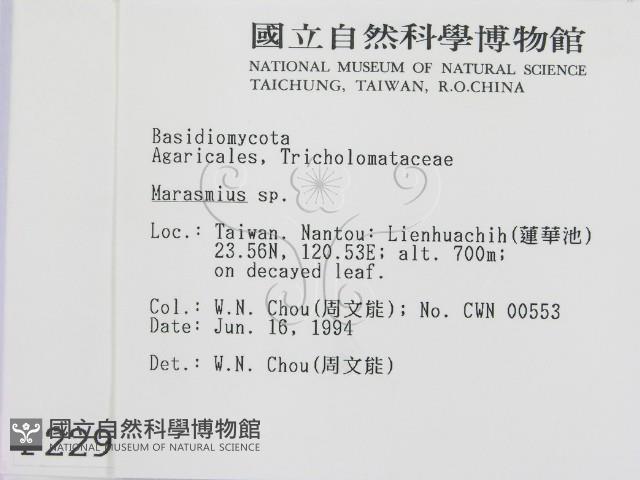 國立自然科學博物館
NATIONAL MUSEUM OF NATURAL SCIENCE
TAICHUNG, TAIWAN, R.O.CHINA
Basidiomycota
Agaricales, Tricholomataceae
Marasmius sp.
Loc.: Taiwan. Nantou: Lienhuachih(蓮華池)
23.56N, 120.53E; alt. 700m;
on decayed leaf.
Col.: W.N. Chou(周文能); No. CWN 00553
Date: Jun. 16, 1994
Det.: W.N. Chou(周文能)
國立自然科學博物館
NATIONAL MUSEUM OF NATURAL SCIENCE
229